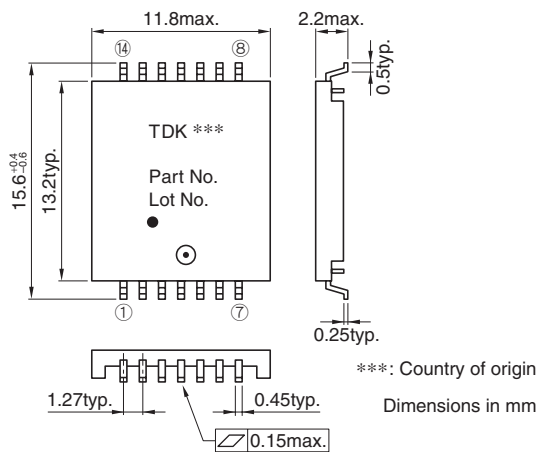 11.8max.
2.2max.
⑭
⑧
0.5typ.
15.6+0.4
−0.6
13.2typ.
TDK ***
Part No.
Lot No.
①
⑦
0.25typ.
***: Country of origin
1.27typ.
0.45typ.
Dimensions in mm
0.15max.